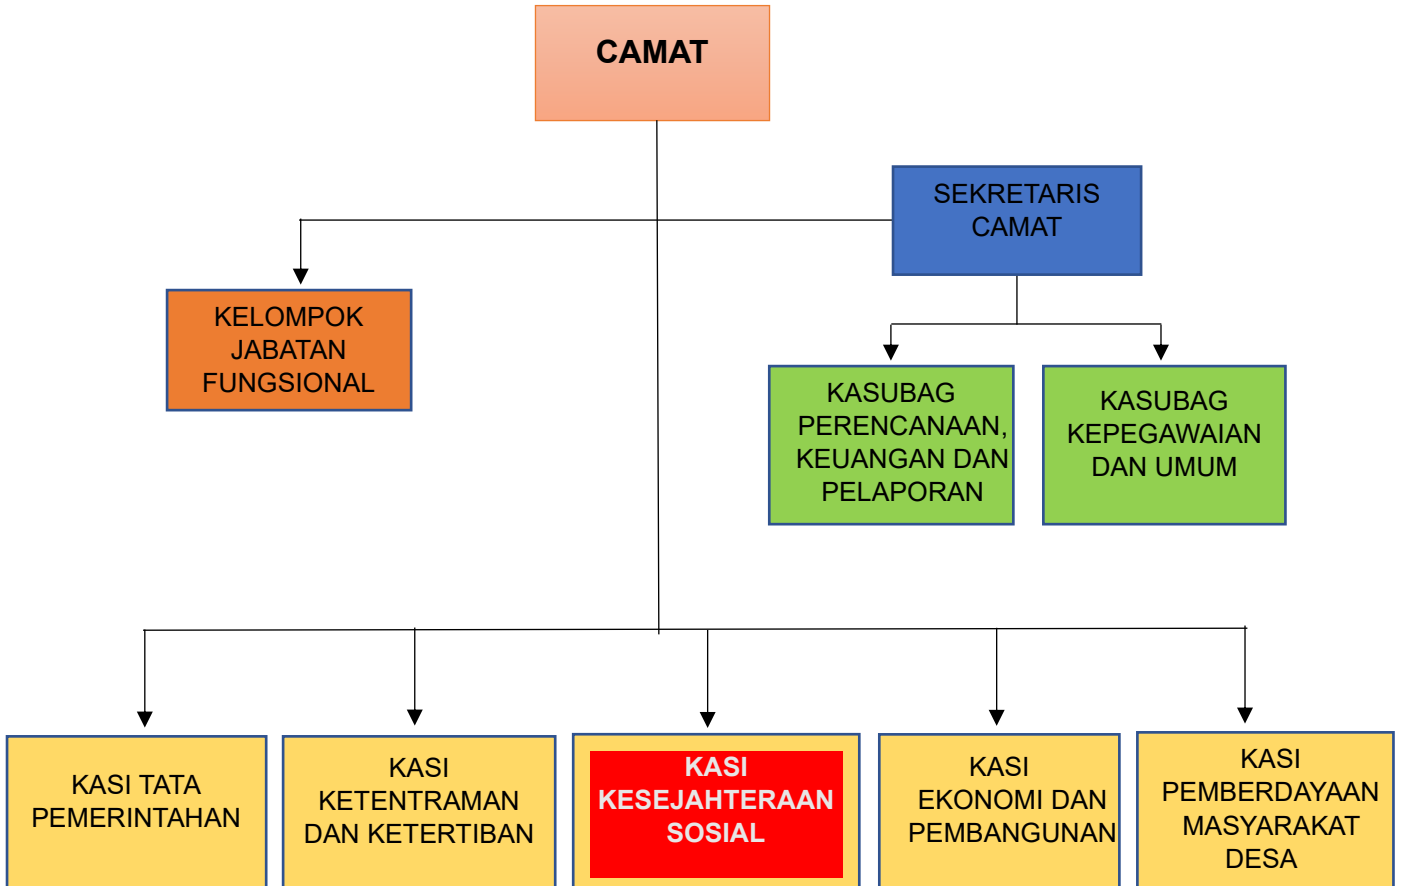 CAMAT
SEKRETARIS
CAMAT
KELOMPOK
JABATAN
FUNGSIONAL
KASUBAG
PERENCANAAN,
KEUANGAN DAN
PELAPORAN
KASUBAG
KEPEGAWAIAN
DAN UMUM
KASI TATA
PEMERINTAHAN
KASI
KETENTRAMAN
DAN KETERTIBAN
KASI
KESEJAHTERAAN
SOSIAL
KASI
EKONOMI DAN
PEMBANGUNAN
KASI
PEMBERDAYAAN
MASYARAKAT
DESA